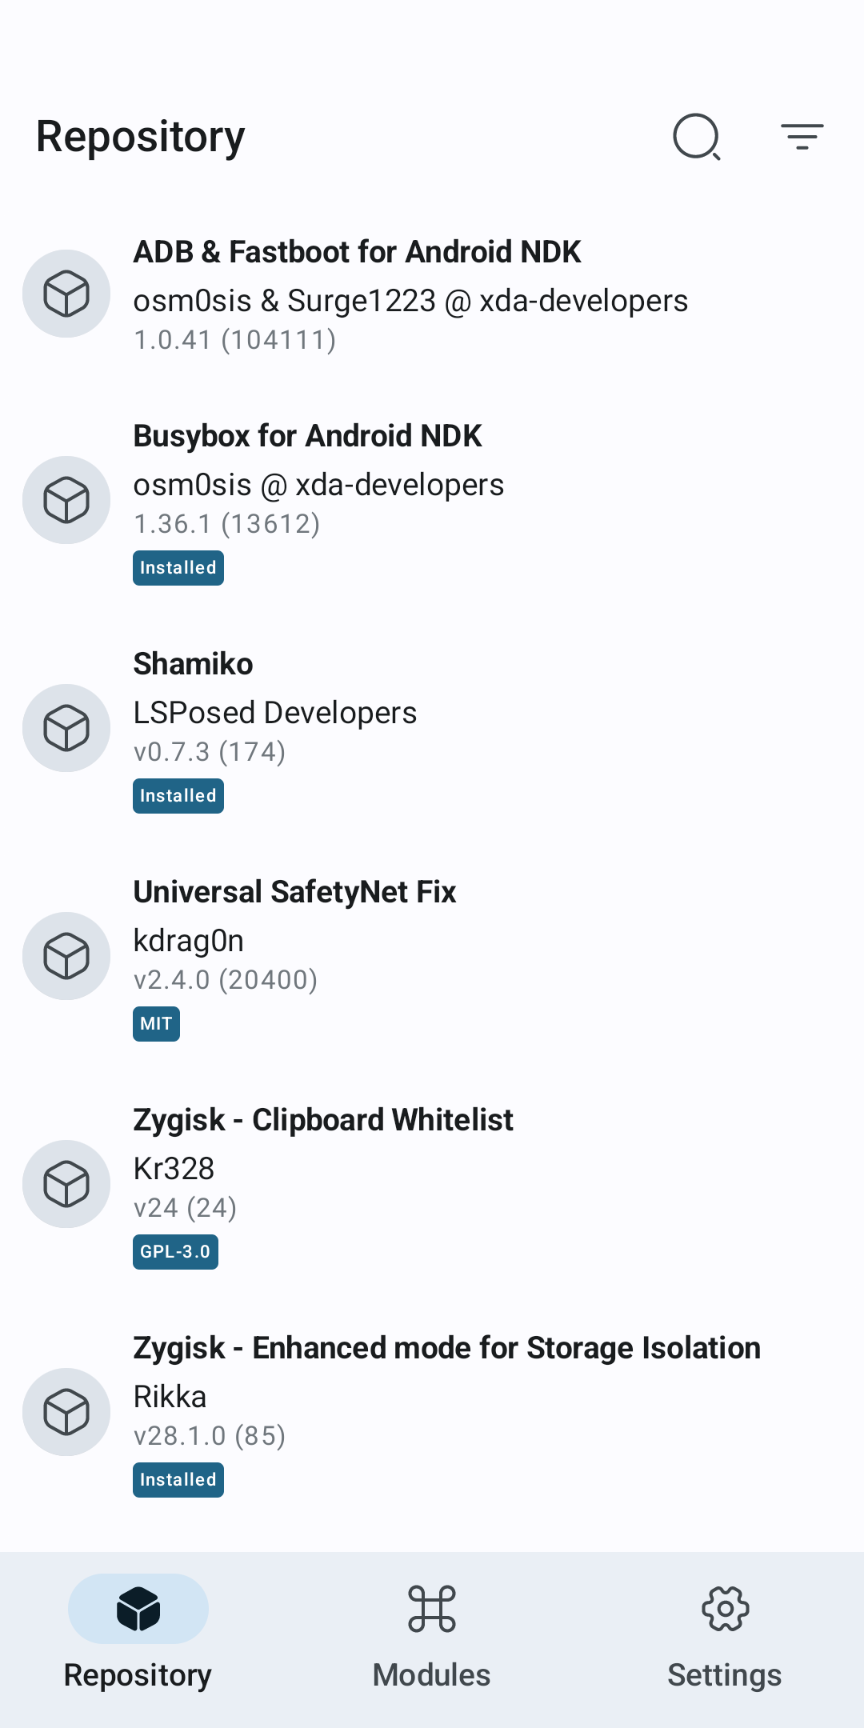 Repository
ADB & Fastboot for Android NDK
osm0sis & Surge1223 @ xda-developers
1.0.41 (104111)
Busybox for Android NDK
osm0sis @ xda-developers
1.36.1 (13612)
Installed
Shamiko
LSPosed Developers
v0.7.3 (174)
Installed
Universal SafetyNet Fix
kdrag0n
v2.4.0 (20400)
MIT
Zygisk - Clipboard Whitelist
Kr328
v24 (24)
GPL-3.0
Zygisk - Enhanced mode for Storage Isolation
Rikka
v28.1.0 (85)
Installed
Repository
Modules
Settings